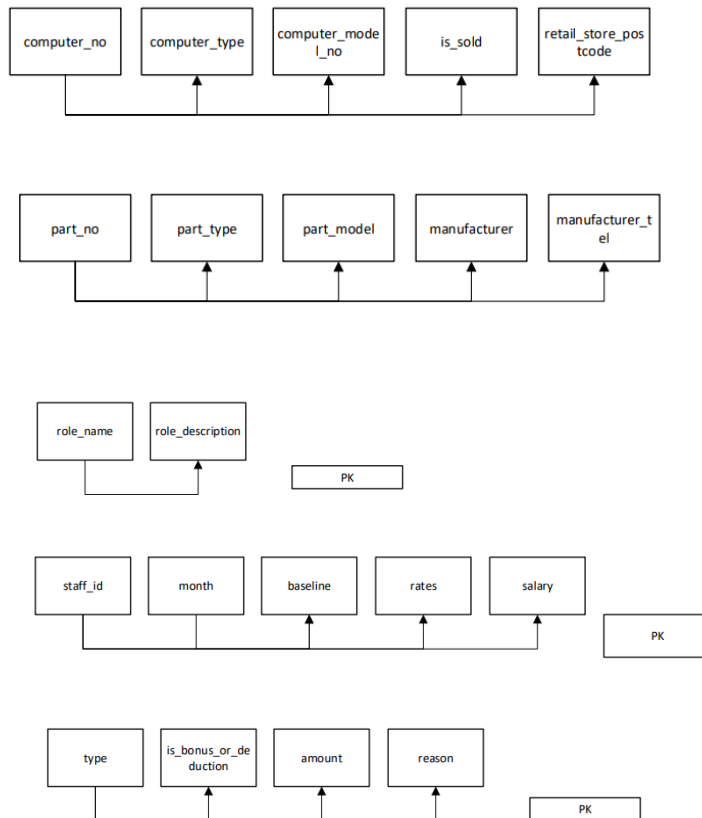 computer_no
computer_type
computer_mode
l_no
is_sold
retail_store_pos
tcode
part_no
part_type
part_model
manufacturer
manufacturer_t
el
role_name
role_description
PK
staff_id
month
baseline
rates
salary
PK
type
is_bonus_or_de
duction
amount
reason
PK